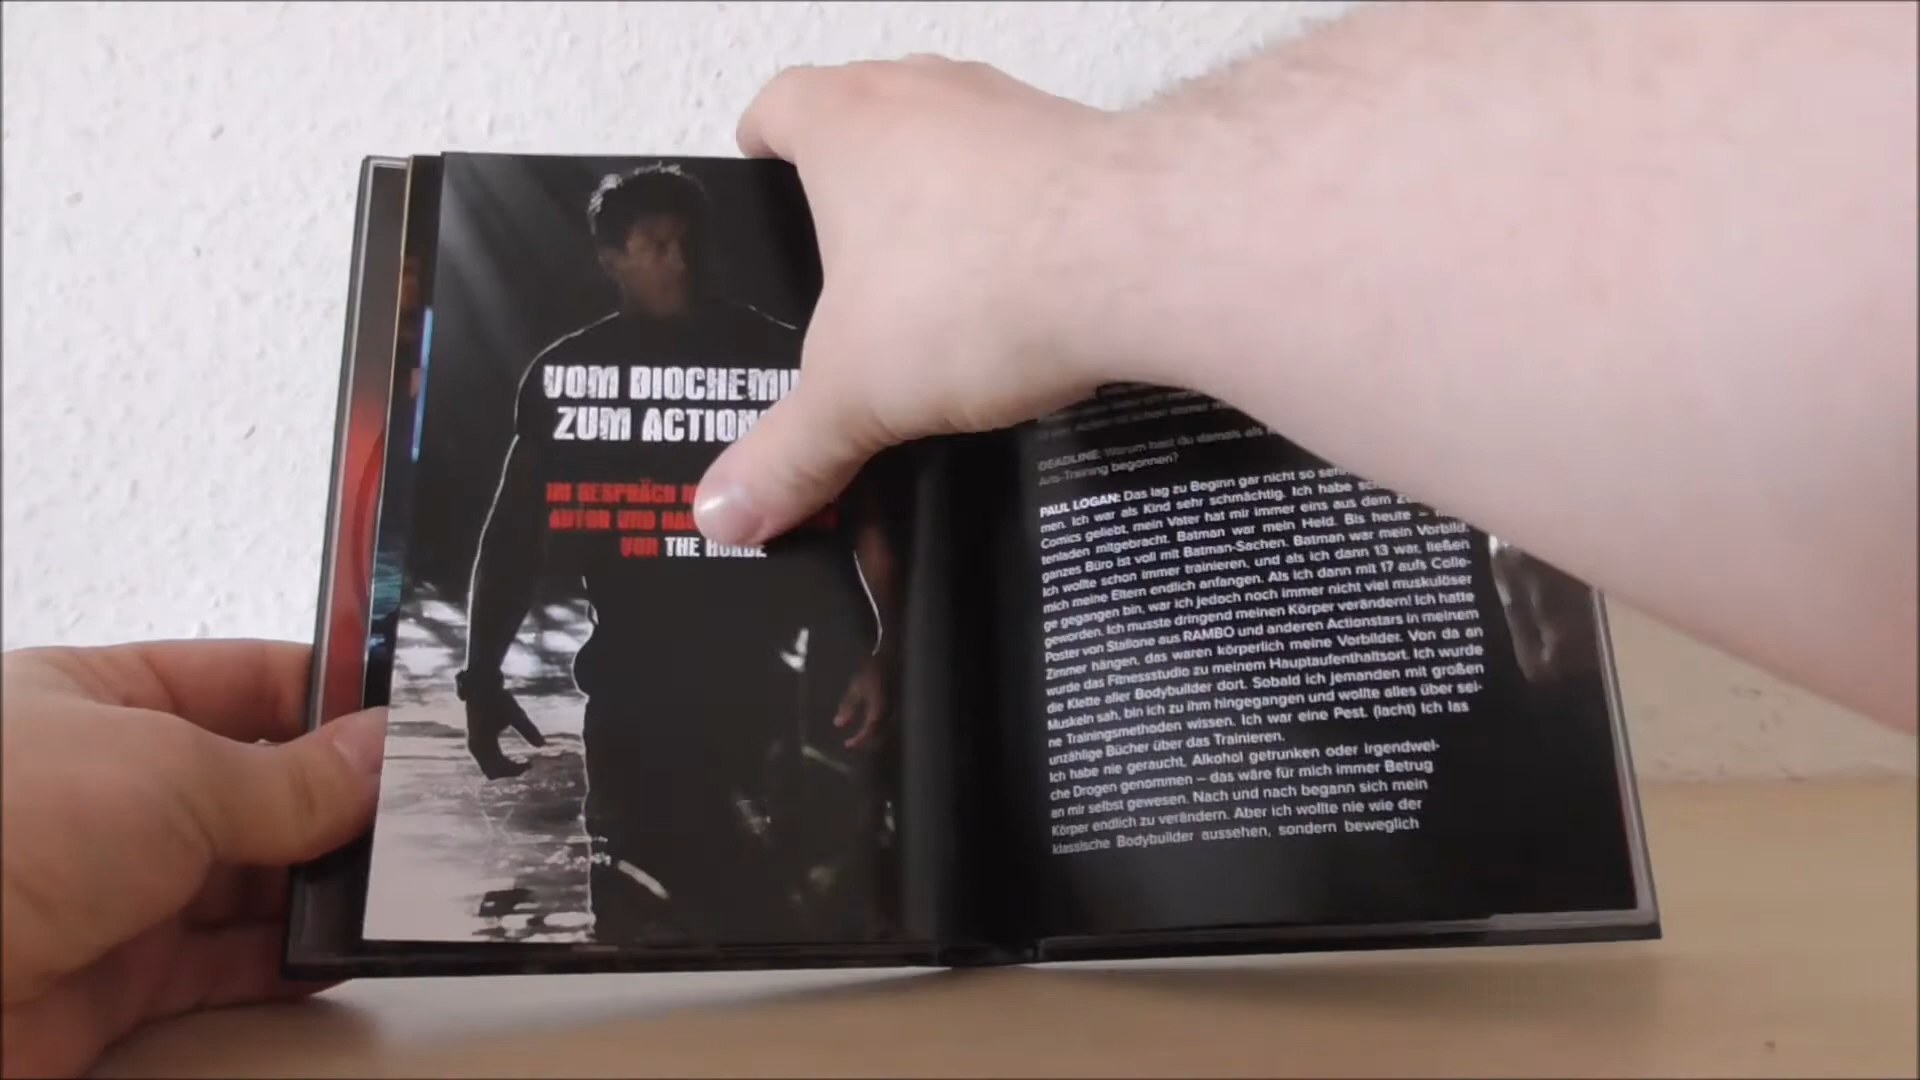 VOM BIOCHEMI
ZUM ACTION
IM GESPRÄCH
AUTOR UND
VON THE HORDE
DEADLINE: Warum hast du damals als
Arts-Training begonnen?
PAUL LOGAN: Das lag zu Beginn gar nicht so
men. Ich war als Kind sehr schmächtig. Ich habe
Comics geliebt, mein Vater hat mir immer eins aus dem
tenladen mitgebracht. Batman war mein Held. Bis heute –
ganzes Büro ist voll mit Batman-Sachen. Batman war mein Vorbild.
Ich wollte schon immer trainieren, und als ich dann 13 war, ließen
mich meine Eltern endlich anfangen. Als ich dann mit 17 aufs Colle-
ge gegangen bin, war ich jedoch noch immer nicht viel muskulöser
geworden. Ich musste dringend meinen Körper verändern! Ich hatte
Poster von Stallone aus RAMBO und anderen Actionstars in meinem
Zimmer hängen, das waren körperlich meine Vorbilder. Von da an
wurde das Fitnessstudio zu meinem Hauptaufenthaltsort. Ich wurde
die Klette aller Bodybuilder dort. Sobald ich jemanden mit großen
Muskeln sah, bin ich zu ihm hingegangen und wollte alles über sei-
ne Trainingsmethoden wissen. Ich war eine Pest. (lacht) Ich las
unzählige Bücher über das Trainieren.
Ich habe nie geraucht, Alkohol getrunken oder irgendwel-
che Drogen genommen – das wäre für mich immer Betrug
an mir selbst gewesen. Nach und nach begann sich mein
Körper endlich zu verändern. Aber ich wollte nie wie der
klassische Bodybuilder aussehen, sondern beweglich